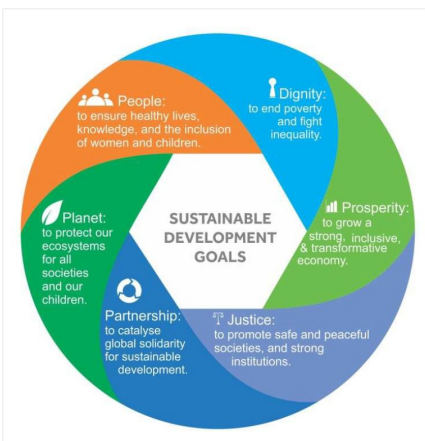 People:
to ensure healthy lives,
knowledge, and the inclusion
of women and children.
Dignity:
to end poverty
and fight
inequality.
Prosperity:
to grow a
strong, inclusive,
& transformative
economy.
Justice:
to promote safe and peaceful
societies, and strong
institutions.
Partnership:
to catalyse
global solidarity
for sustainable
development.
Planet:
to protect our
ecosystems
for all
societies
and our
children.
SUSTAINABLE
DEVELOPMENT
GOALS